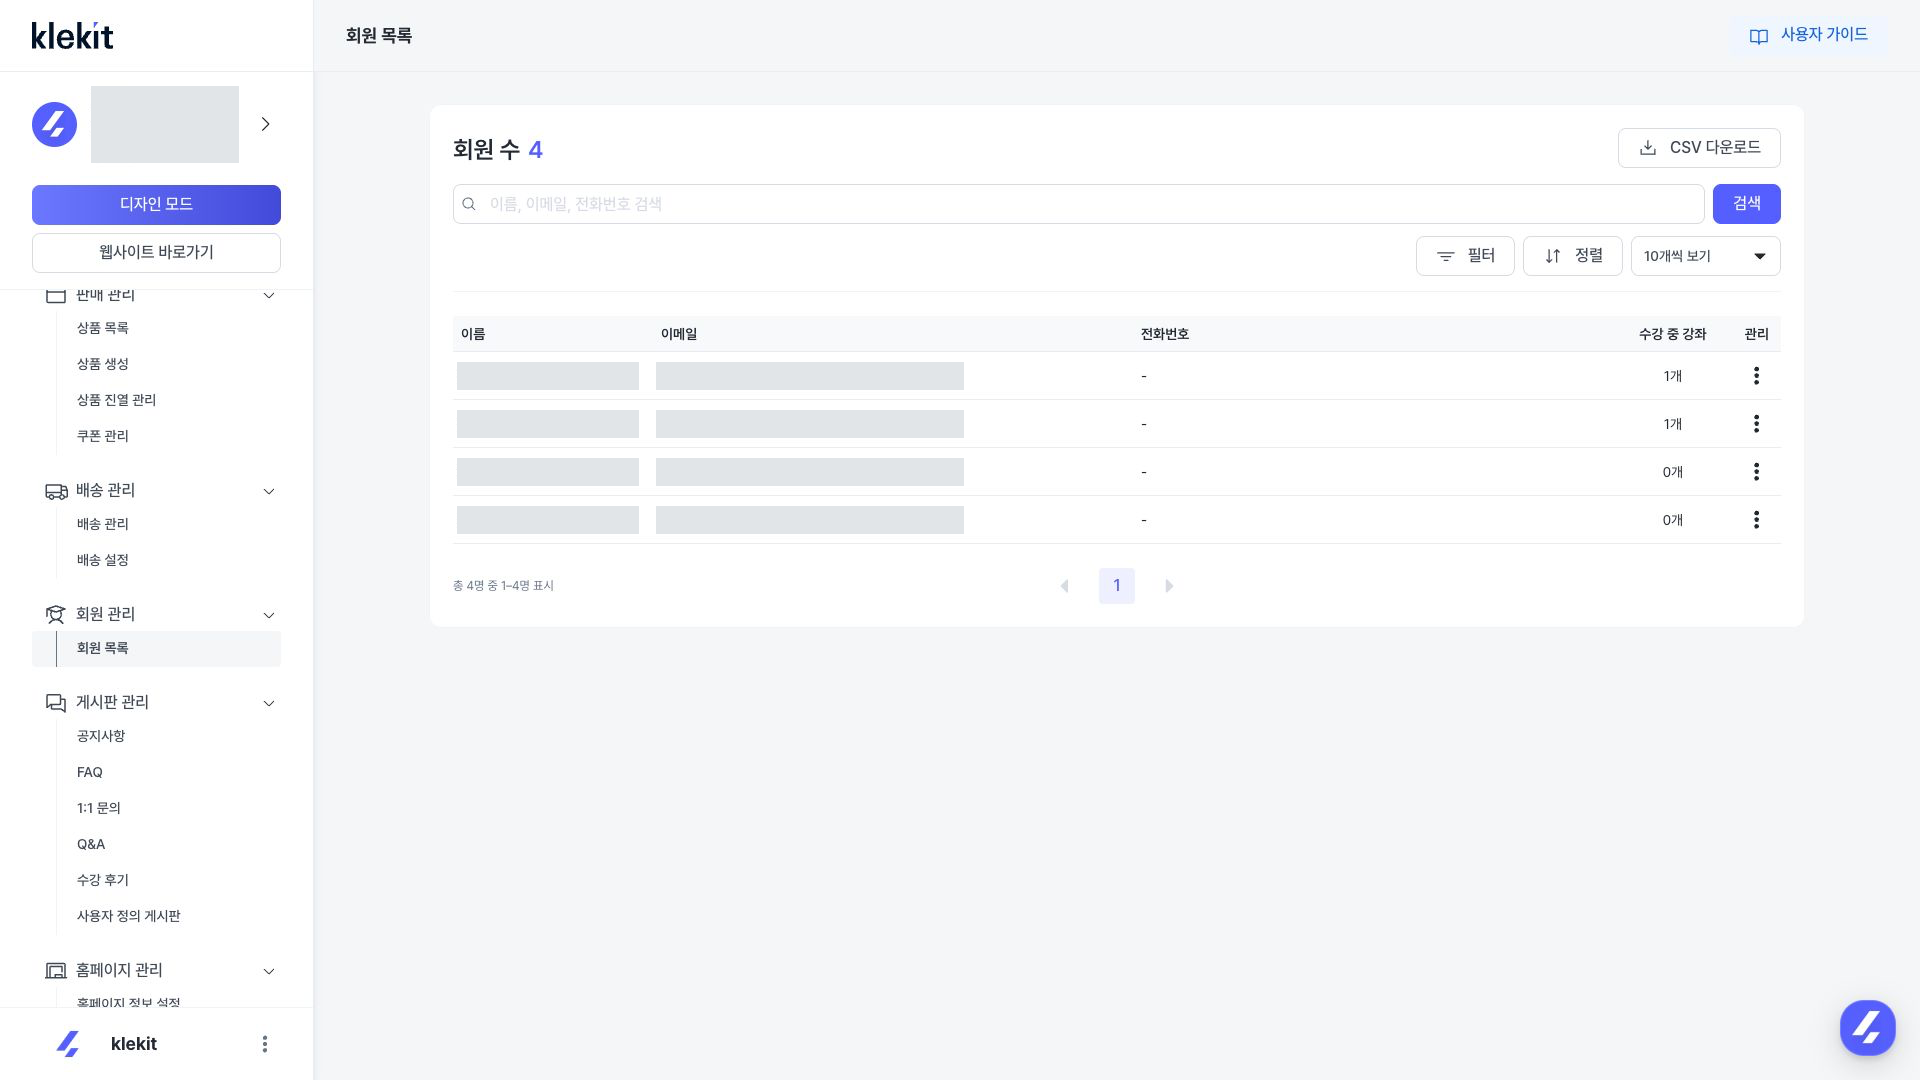 klekit
회원 목록
사용자 가이드
디자인 모드
웹사이트 바로가기
판매 관리
상품 목록
상품 생성
상품 진열 관리
쿠폰 관리
배송 관리
배송 관리
배송 설정
회원 관리
회원 목록
게시판 관리
공지사항
FAQ
1:1 문의
Q&A
수강 후기
사용자 정의 게시판
홈페이지 관리
홈페이지 정보 설정
klekit
회원 수 4
CSV 다운로드
이름, 이메일, 전화번호 검색
검색
필터
정렬
10개씩 보기
이름 이메일 전화번호 수강 중 강좌 관리
- 1개
- 1개
- 0개
- 0개
총 4명 중 1–4명 표시
1